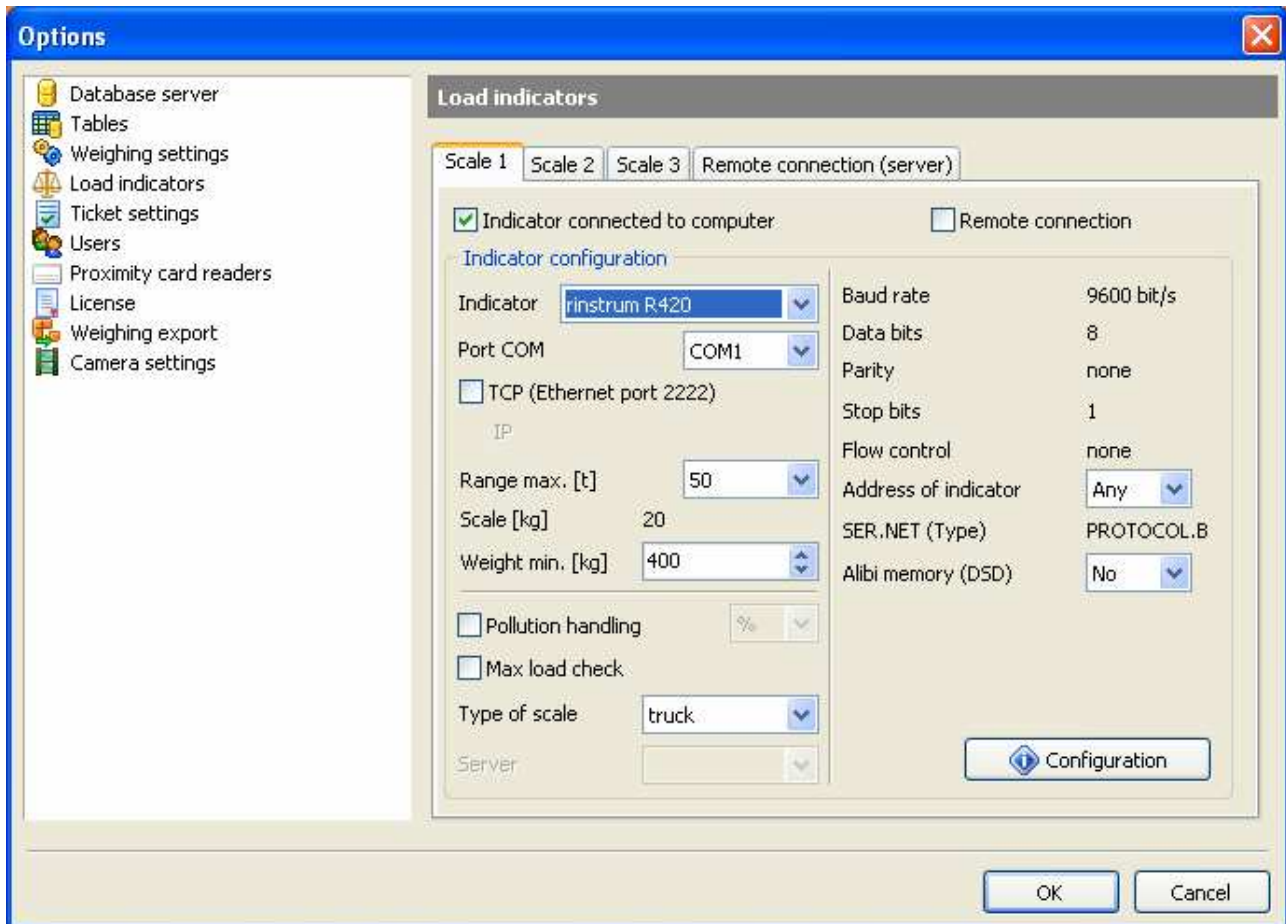 Options
Database server
Tables
Weighing settings
Load indicators
Ticket settings
Users
Proximity card readers
License
Weighing export
Camera settings
Load indicators
Scale 1 Scale 2 Scale 3 Remote connection (server)
Indicator connected to computer Remote connection
Indicator configuration
Indicator rinstrum R420
Port COM COM1
TCP (Ethernet port 2222)
IP
Range max. [t] 50
Scale [kg] 20
Weight min. [kg] 400
Pollution handling %
Max load check
Type of scale truck
Server
Baud rate 9600 bit/s
Data bits 8
Parity none
Stop bits 1
Flow control none
Address of indicator Any
SER.NET (Type) PROTOCOL.B
Alibi memory (DSD) No
Configuration
OK Cancel